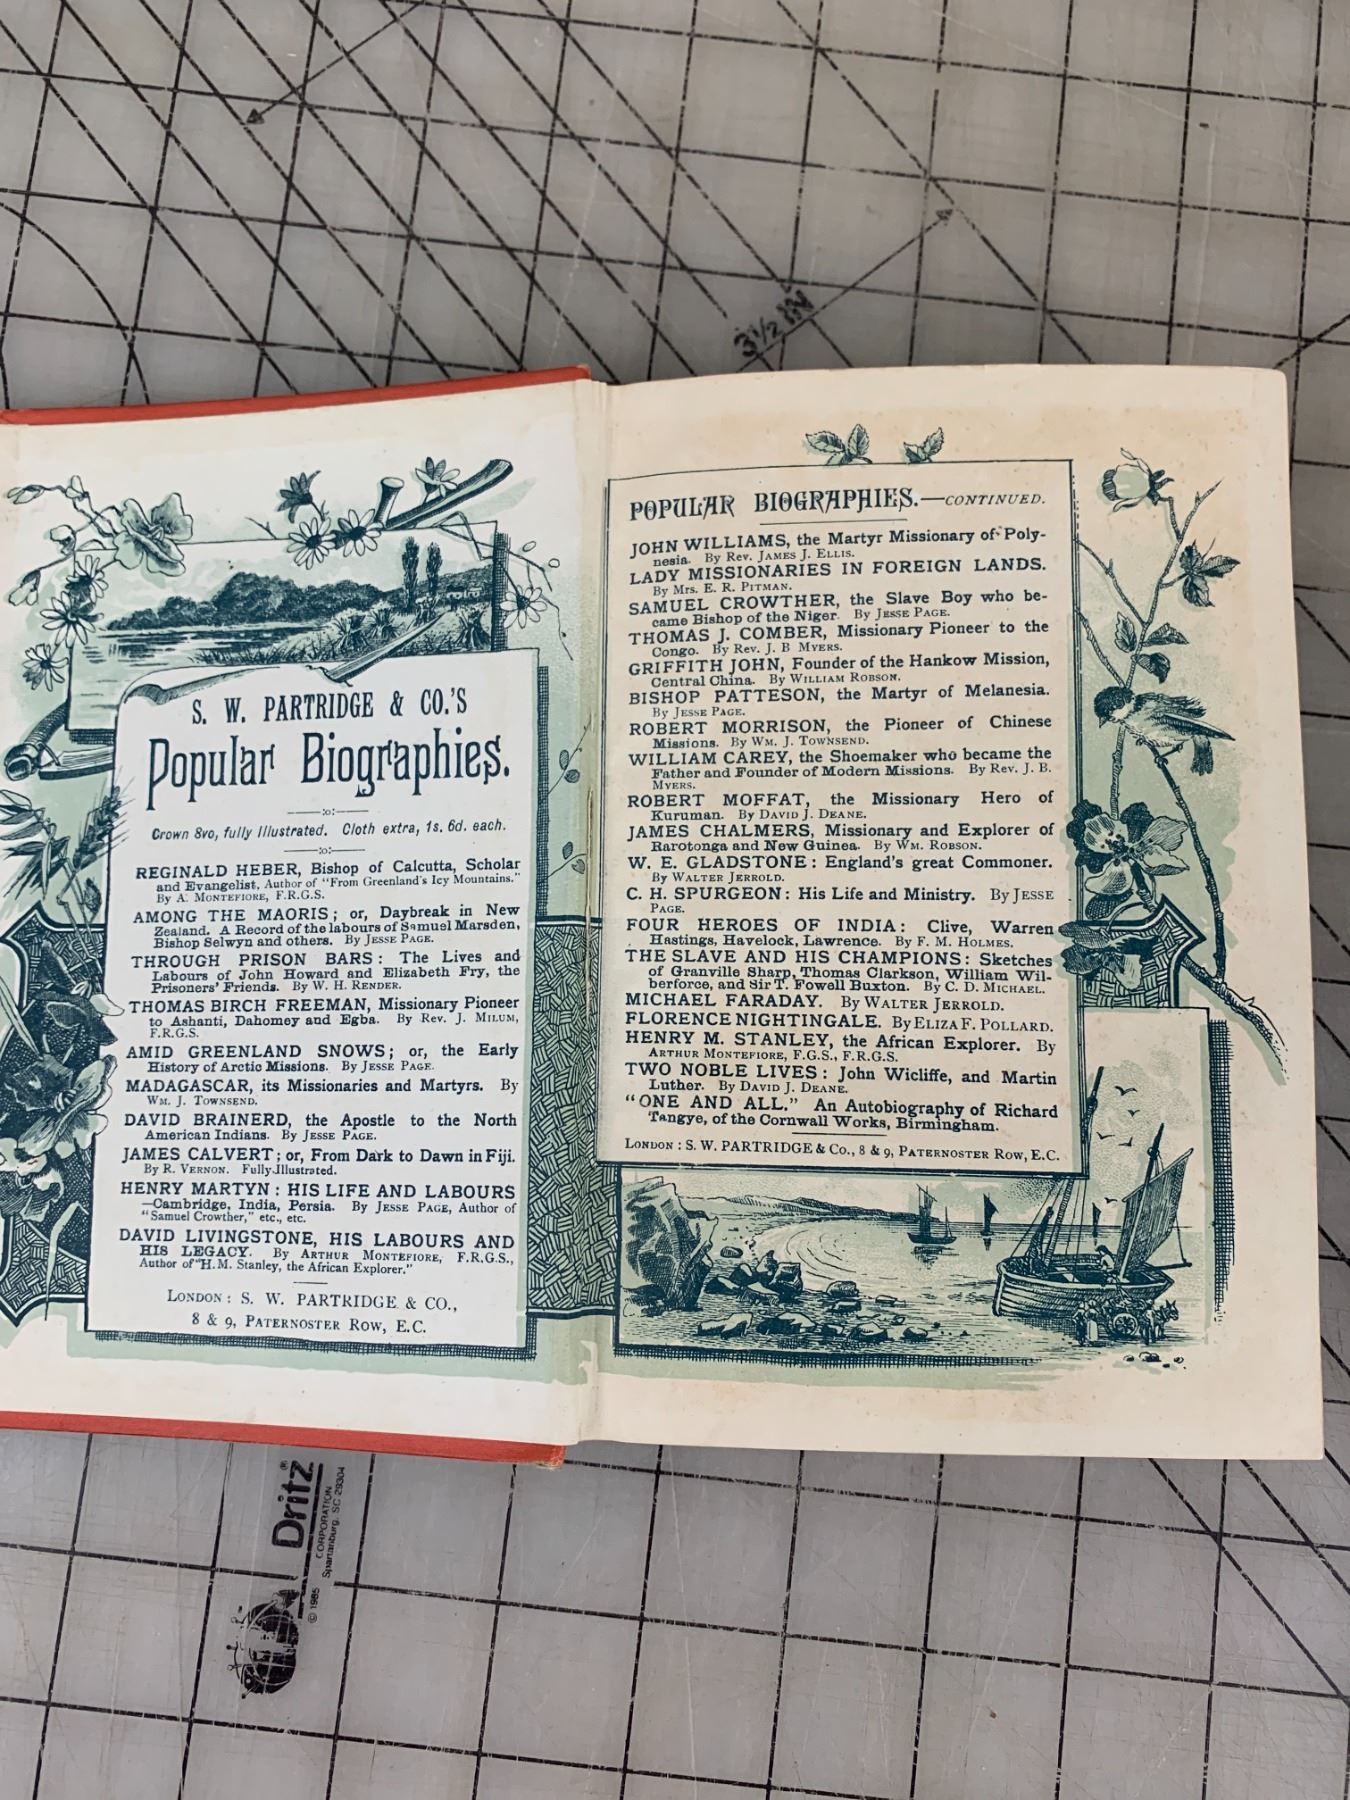 3½ IN
S. W. PARTRIDGE & CO.'S
Popular Biographies.
—:o:—
Crown 8vo, fully Illustrated. Cloth extra, 1s. 6d. each.
—:o:—
REGINALD HEBER, Bishop of Calcutta, Scholar
and Evangelist. Author of "From Greenland's Icy Mountains."
By A. MONTEFIORE, F.R.G.S.
AMONG THE MAORIS; or, Daybreak in New
Zealand. A Record of the labours of Samuel Marsden,
Bishop Selwyn and others. By JESSE PAGE.
THROUGH PRISON BARS: The Lives and
Labours of John Howard and Elizabeth Fry, the
Prisoners' Friends. By W. H. RENDER.
THOMAS BIRCH FREEMAN, Missionary Pioneer
to Ashanti, Dahomey and Egba. By Rev. J. MILUM,
F.R.G.S.
AMID GREENLAND SNOWS; or, the Early
History of Arctic Missions. By JESSE PAGE.
MADAGASCAR, its Missionaries and Martyrs. By
WM. J. TOWNSEND.
DAVID BRAINERD, the Apostle to the North
American Indians. By JESSE PAGE.
JAMES CALVERT; or, From Dark to Dawn in Fiji.
By R. VERNON. Fully Illustrated.
HENRY MARTYN: HIS LIFE AND LABOURS
—Cambridge, India, Persia. By JESSE PAGE, Author of
"Samuel Crowther," etc., etc.
DAVID LIVINGSTONE, HIS LABOURS AND
HIS LEGACY. By ARTHUR MONTEFIORE, F.R.G.S.,
Author of "H. M. Stanley, the African Explorer."
LONDON: S. W. PARTRIDGE & CO.,
8 & 9, PATERNOSTER ROW, E.C.
POPULAR BIOGRAPHIES.—CONTINUED.
JOHN WILLIAMS, the Martyr Missionary of Poly-
nesia. By Rev. JAMES J. ELLIS.
LADY MISSIONARIES IN FOREIGN LANDS.
By Mrs. E. R. PITMAN.
SAMUEL CROWTHER, the Slave Boy who be-
came Bishop of the Niger. By JESSE PAGE.
THOMAS J. COMBER, Missionary Pioneer to the
Congo. By Rev. J. B MYERS.
GRIFFITH JOHN, Founder of the Hankow Mission,
Central China. By WILLIAM ROBSON.
BISHOP PATTESON, the Martyr of Melanesia.
By JESSE PAGE.
ROBERT MORRISON, the Pioneer of Chinese
Missions. By WM. J. TOWNSEND.
WILLIAM CAREY, the Shoemaker who became the
Father and Founder of Modern Missions. By Rev. J. B.
MYERS.
ROBERT MOFFAT, the Missionary Hero of
Kuruman. By DAVID J. DEANE.
JAMES CHALMERS, Missionary and Explorer of
Rarotonga and New Guinea. By WM. ROBSON.
W. E. GLADSTONE: England's great Commoner.
By WALTER JERROLD.
C. H. SPURGEON: His Life and Ministry. By JESSE
PAGE.
FOUR HEROES OF INDIA: Clive, Warren
Hastings, Havelock, Lawrence. By F. M. HOLMES.
THE SLAVE AND HIS CHAMPIONS: Sketches
of Granville Sharp, Thomas Clarkson, William Wil-
berforce, and Sir T. Fowell Buxton. By C. D. MICHAEL.
MICHAEL FARADAY. By WALTER JERROLD.
FLORENCE NIGHTINGALE. By ELIZA F. POLLARD.
HENRY M. STANLEY, the African Explorer. By
ARTHUR MONTEFIORE, F.G.S., F.R.G.S.
TWO NOBLE LIVES: John Wicliffe, and Martin
Luther. By DAVID J. DEANE.
"ONE AND ALL." An Autobiography of Richard
Tangye, of the Cornwall Works, Birmingham.
LONDON: S. W. PARTRIDGE & Co., 8 & 9, PATERNOSTER ROW, E.C.
Dritz®
CORPORATION
Spartanburg, SC 29304
© 1985